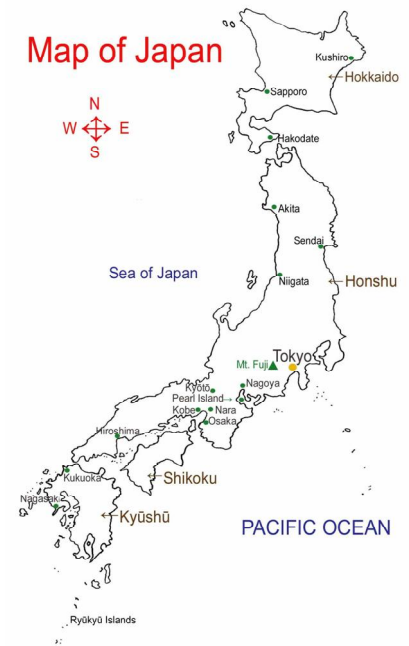 Map of Japan
Kushiro
←Hokkaido
Sapporo
N
W E
S
Hakodate
Akita
Sendai
Sea of Japan
Niigata
←Honshu
Tokyo
Mt. Fuji
Nagoya
Kyoto
Pearl Island→
Kobe
Nara
Osaka
Hiroshima
Kukuoka
←Shikoku
Nagasaki
←Kyūshū
PACIFIC OCEAN
Ryūkyū Islands